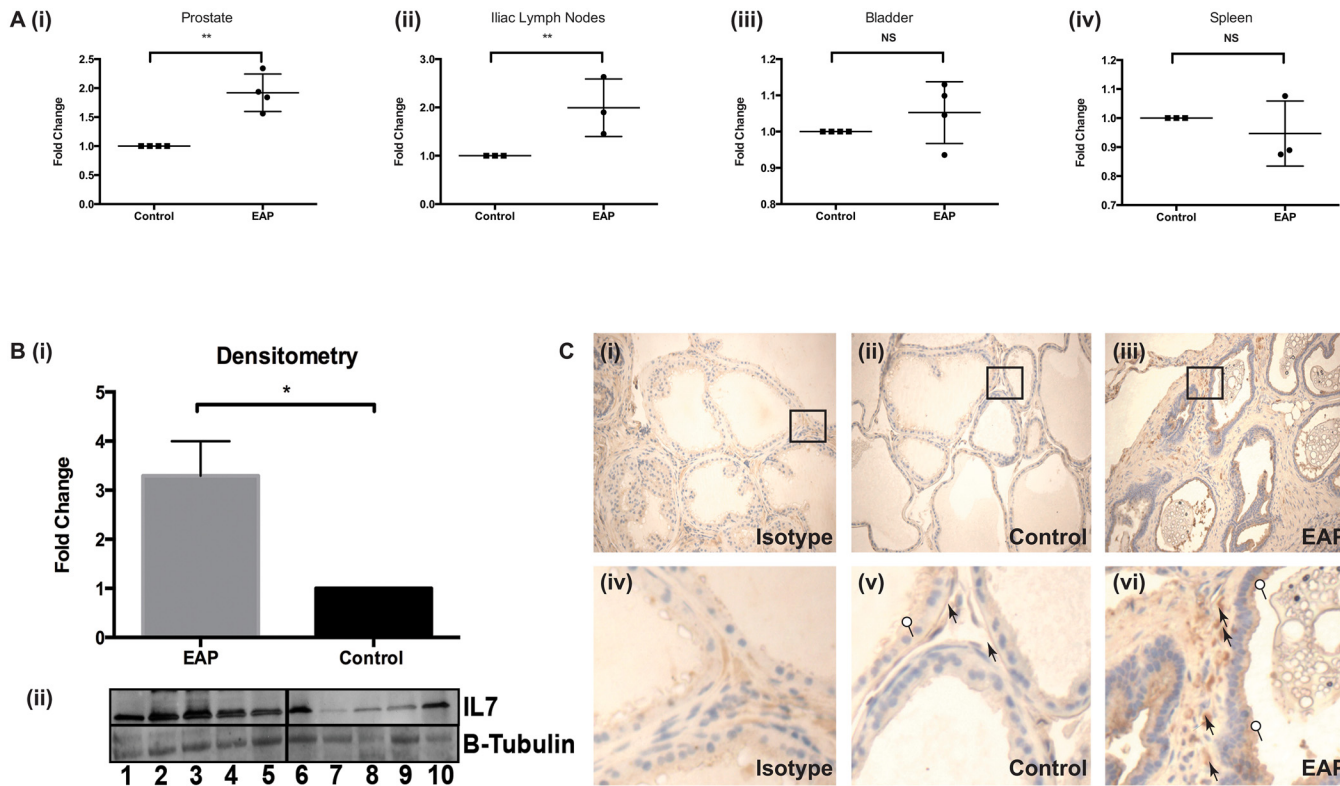 A (i)
Prostate
**
Fold Change
2.5
2.0
1.5
1.0
0.5
0.0
Control
EAP
(ii)
Iliac Lymph Nodes
**
Fold Change
3.0
2.0
1.0
0.0
Control
EAP
(iii)
Bladder
NS
Fold Change
1.2
1.1
1.0
0.9
0.8
Control
EAP
(iv)
Spleen
NS
Fold Change
1.2
1.1
1.0
0.9
0.8
0.7
Control
EAP
B (i)
Densitometry
*
Fold Change
5
4
3
2
1
0
EAP
Control
(ii)
IL7
B-Tubulin
1 2 3 4 5 6 7 8 9 10
C
(i)
Isotype
(ii)
Control
(iii)
EAP
(iv)
Isotype
(v)
Control
(vi)
EAP